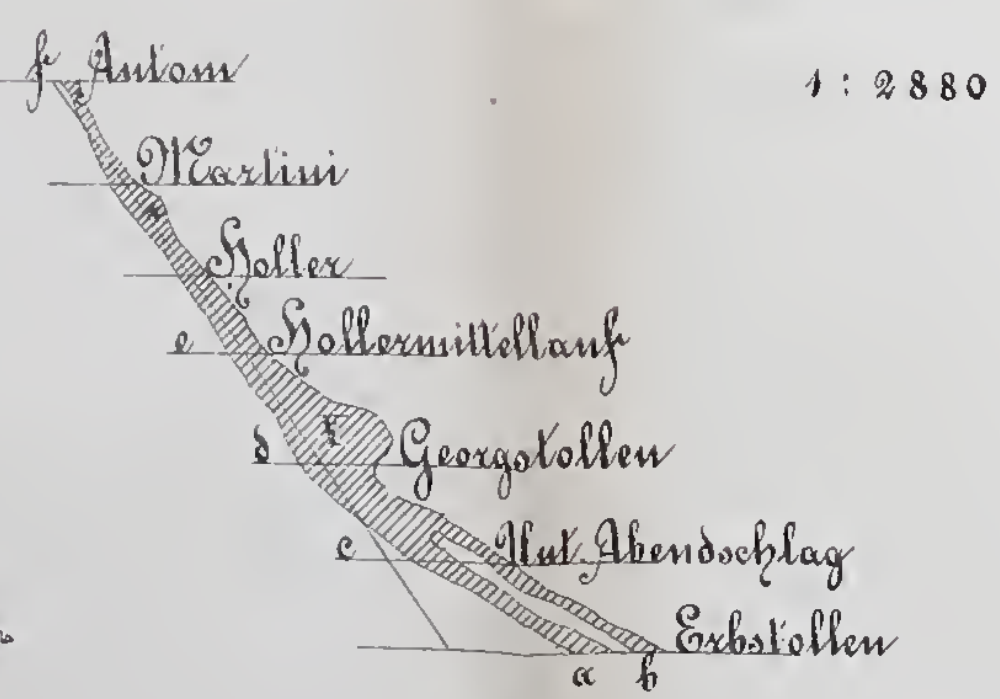 f Antoni
1 : 2880
Martini
Holler
e Hollermittellauf
d Georgstollen
r
c Unt. Abendschlag
Erbstollen
a b